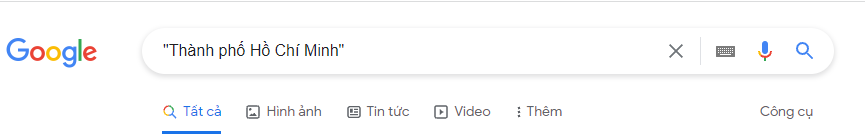 Google "Thành phố Hồ Chí Minh"
Tất cả Hình ảnh Tin tức Video Thêm Công cụ